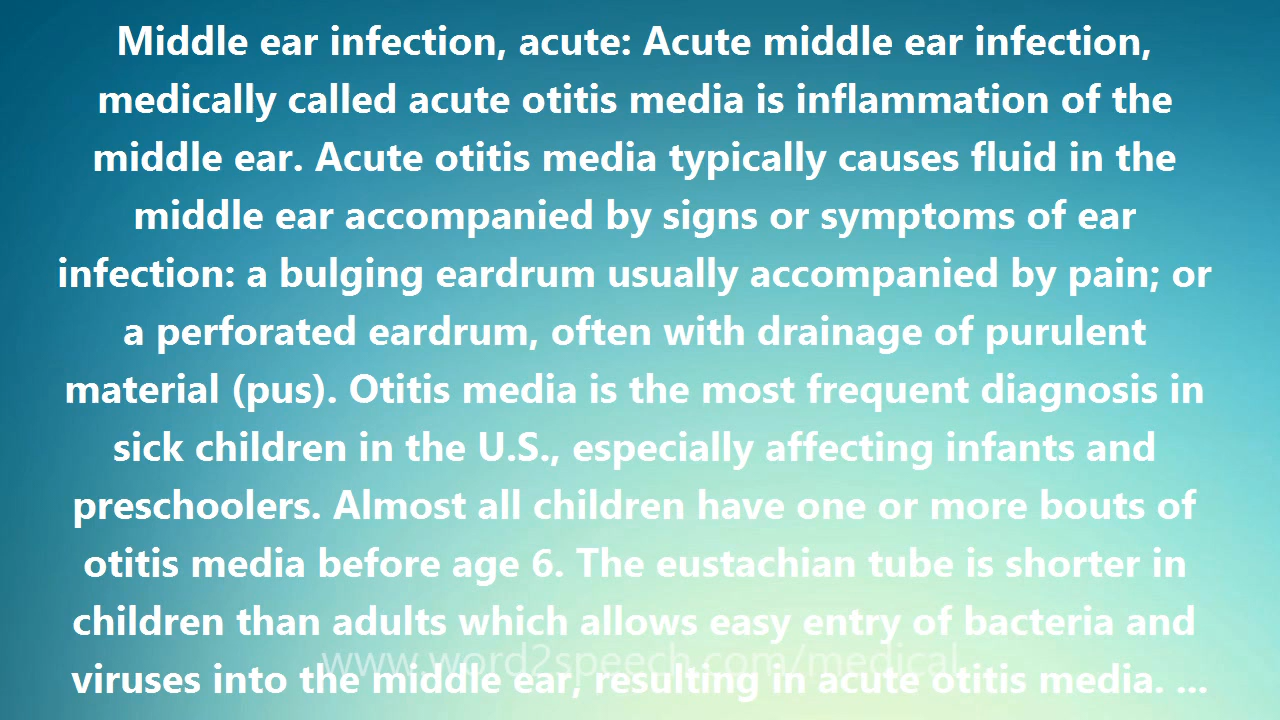 Middle ear infection, acute: Acute middle ear infection,
medically called acute otitis media is inflammation of the
middle ear. Acute otitis media typically causes fluid in the
middle ear accompanied by signs or symptoms of ear
infection: a bulging eardrum usually accompanied by pain; or
a perforated eardrum, often with drainage of purulent
material (pus). Otitis media is the most frequent diagnosis in
sick children in the U.S., especially affecting infants and
preschoolers. Almost all children have one or more bouts of
otitis media before age 6. The eustachian tube is shorter in
children than adults which allows easy entry of bacteria and
www.word2speech.com/medical
viruses into the middle ear, resulting in acute otitis media. ...